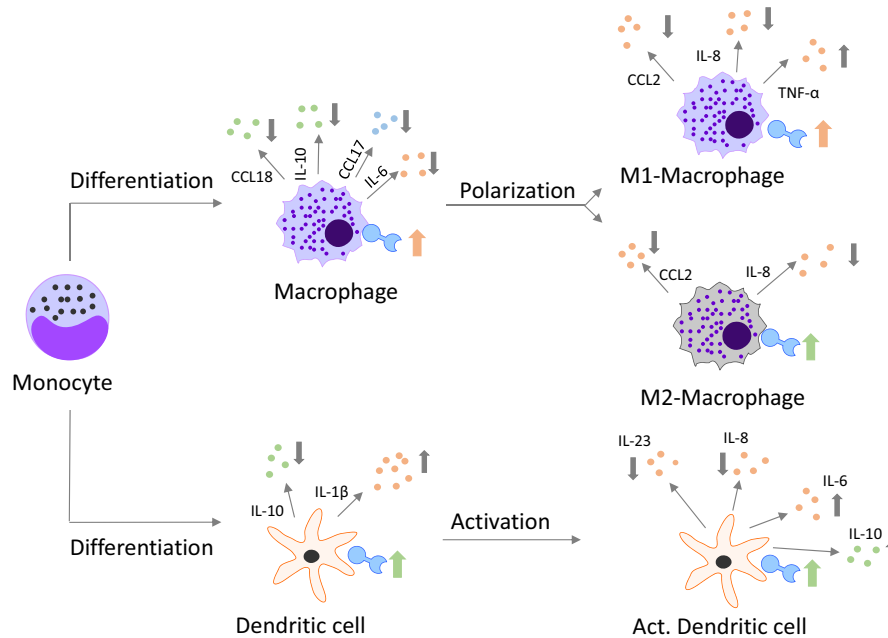 CCL2
IL-8
TNF-α
M1-Macrophage
Differentiation
CCL18
IL-10
CCL17
IL-6
Macrophage
Polarization
CCL2
IL-8
M2-Macrophage
Monocyte
Differentiation
IL-10
IL-1β
Dendritic cell
Activation
IL-23
IL-8
IL-6
IL-10
Act. Dendritic cell